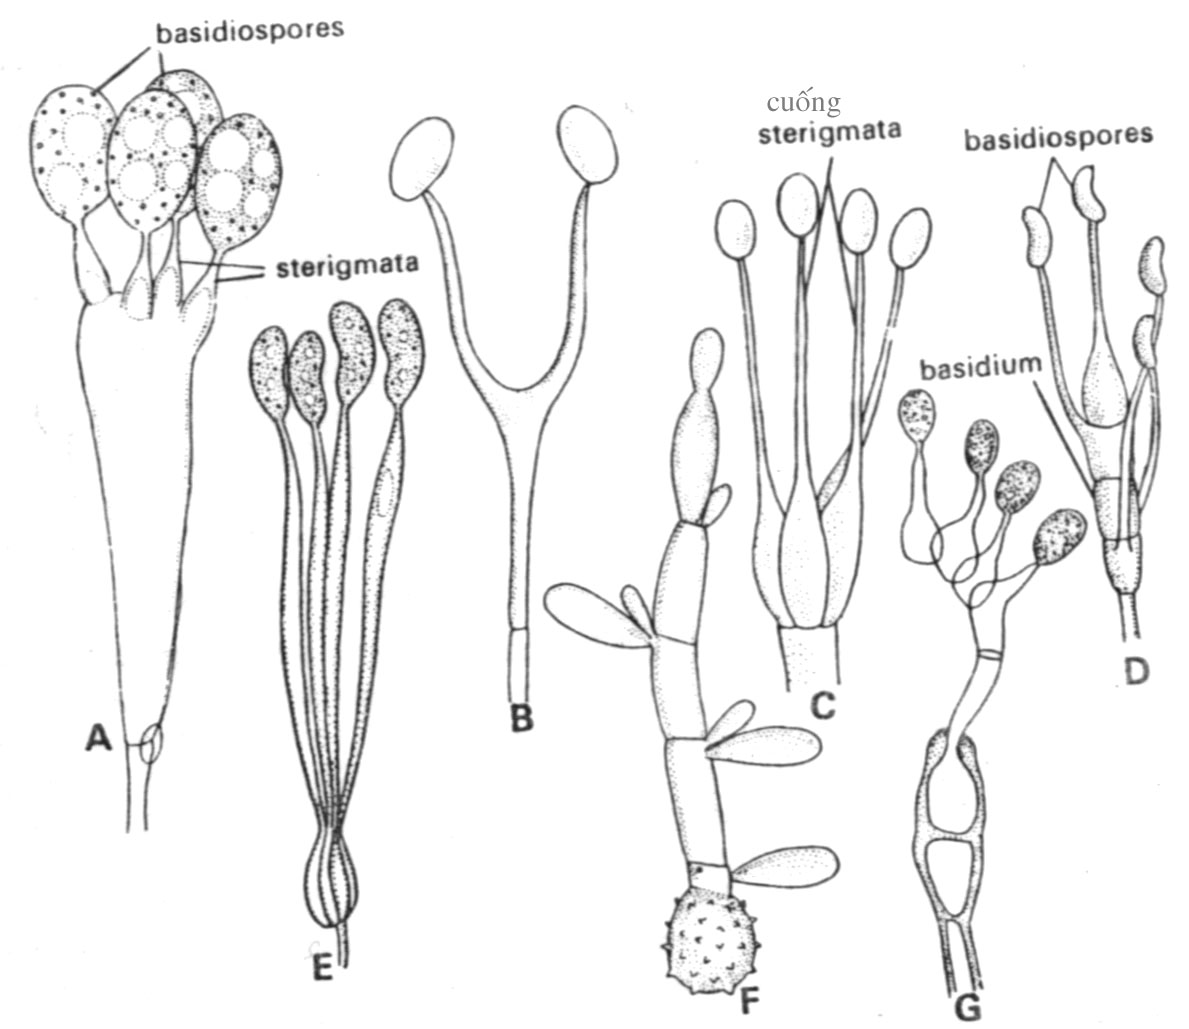 basidiospores
cuống
sterigmata
basidiospores
sterigmata
basidium
A
B
C
D
E
F
G